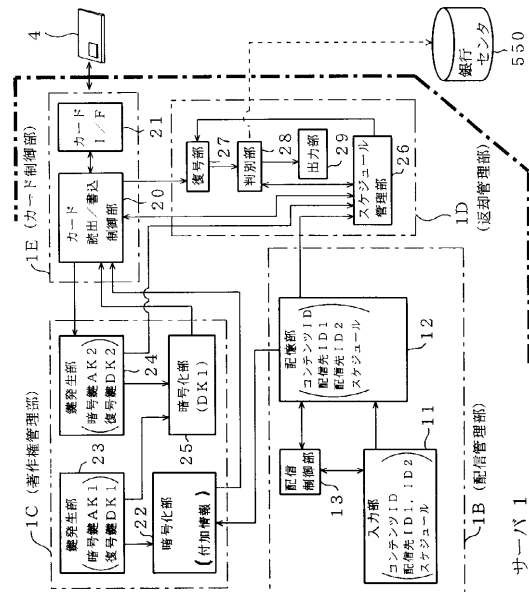 1C (著作権管理部)
鍵発生部
(暗号鍵AK1
復号鍵DK1)
23
鍵発生部
(暗号鍵AK2
復号鍵DK2)
24
22
暗号化部
(付加情報)
25
暗号化部
(DK1)
1E (カード制御部)
カード
読出/書込
制御部
20
カード
I/F
21
4
復号部
27
判別部
28
出力部
29
スケジュール
管理部
26
1D
(返却管理部)
銀行
センタ
550
記憶部
(コンテンツID
配信先ID1
配信先ID2
スケジュール)
12
配信
制御部
13
入力部
(コンテンツID
配信先ID1, ID2
スケジュール)
11
1B (配信管理部)
サーバ 1